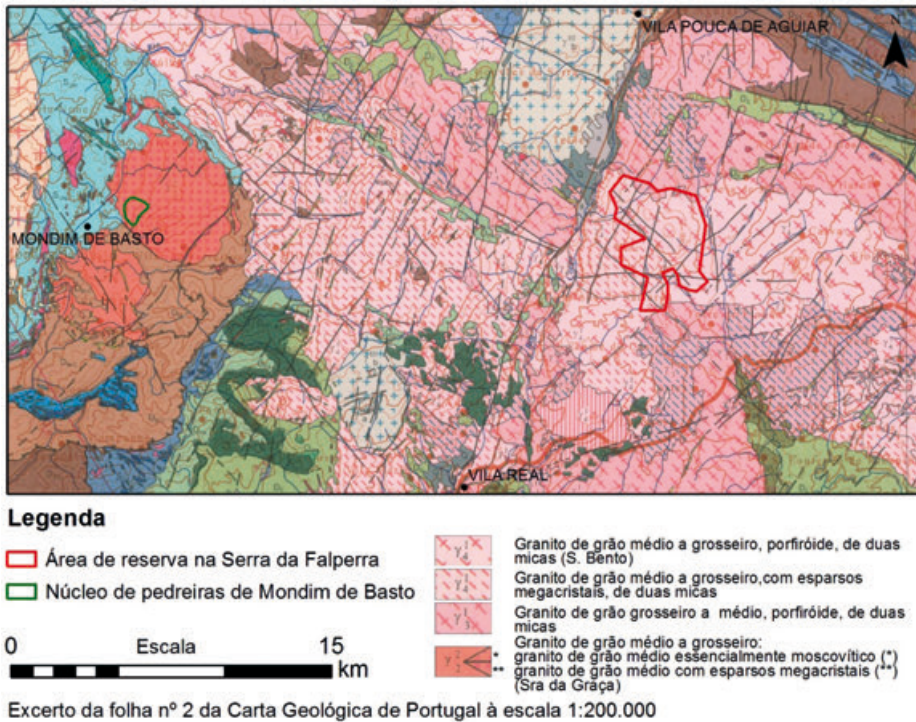 VILA POUCA DE AGUIAR
N
MONDIM DE BASTO
VILA REAL
Legenda
Área de reserva na Serra da Falperra
Núcleo de pedreiras de Mondim de Basto
0 Escala 15
km
Granito de grão médio a grosseiro, porfiróide, de duas
micas (S. Bento)
Granito de grão médio a grosseiro,com esparsos
megacristais, de duas micas
Granito de grão grosseiro a médio, porfiróide, de duas
micas
Granito de grão médio a grosseiro:
* granito de grão médio essencialmente moscovítico (*)
** granito de grão médio com esparsos megacristais (**)
(Sra da Graça)
Excerto da folha nº 2 da Carta Geológica de Portugal à escala 1:200.000